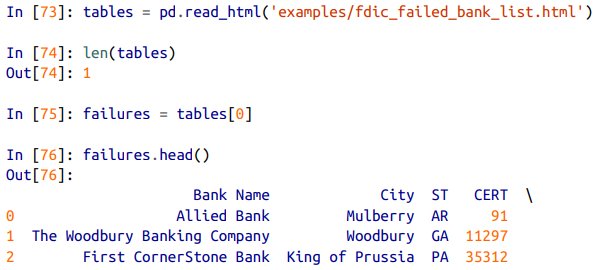 In [73]: tables = pd.read_html('examples/fdic_failed_bank_list.html')
In [74]: len(tables)
Out[74]: 1
In [75]: failures = tables[0]
In [76]: failures.head()
Out[76]:
Bank Name City ST CERT \
0 Allied Bank Mulberry AR 91
1 The Woodbury Banking Company Woodbury GA 11297
2 First CornerStone Bank King of Prussia PA 35312